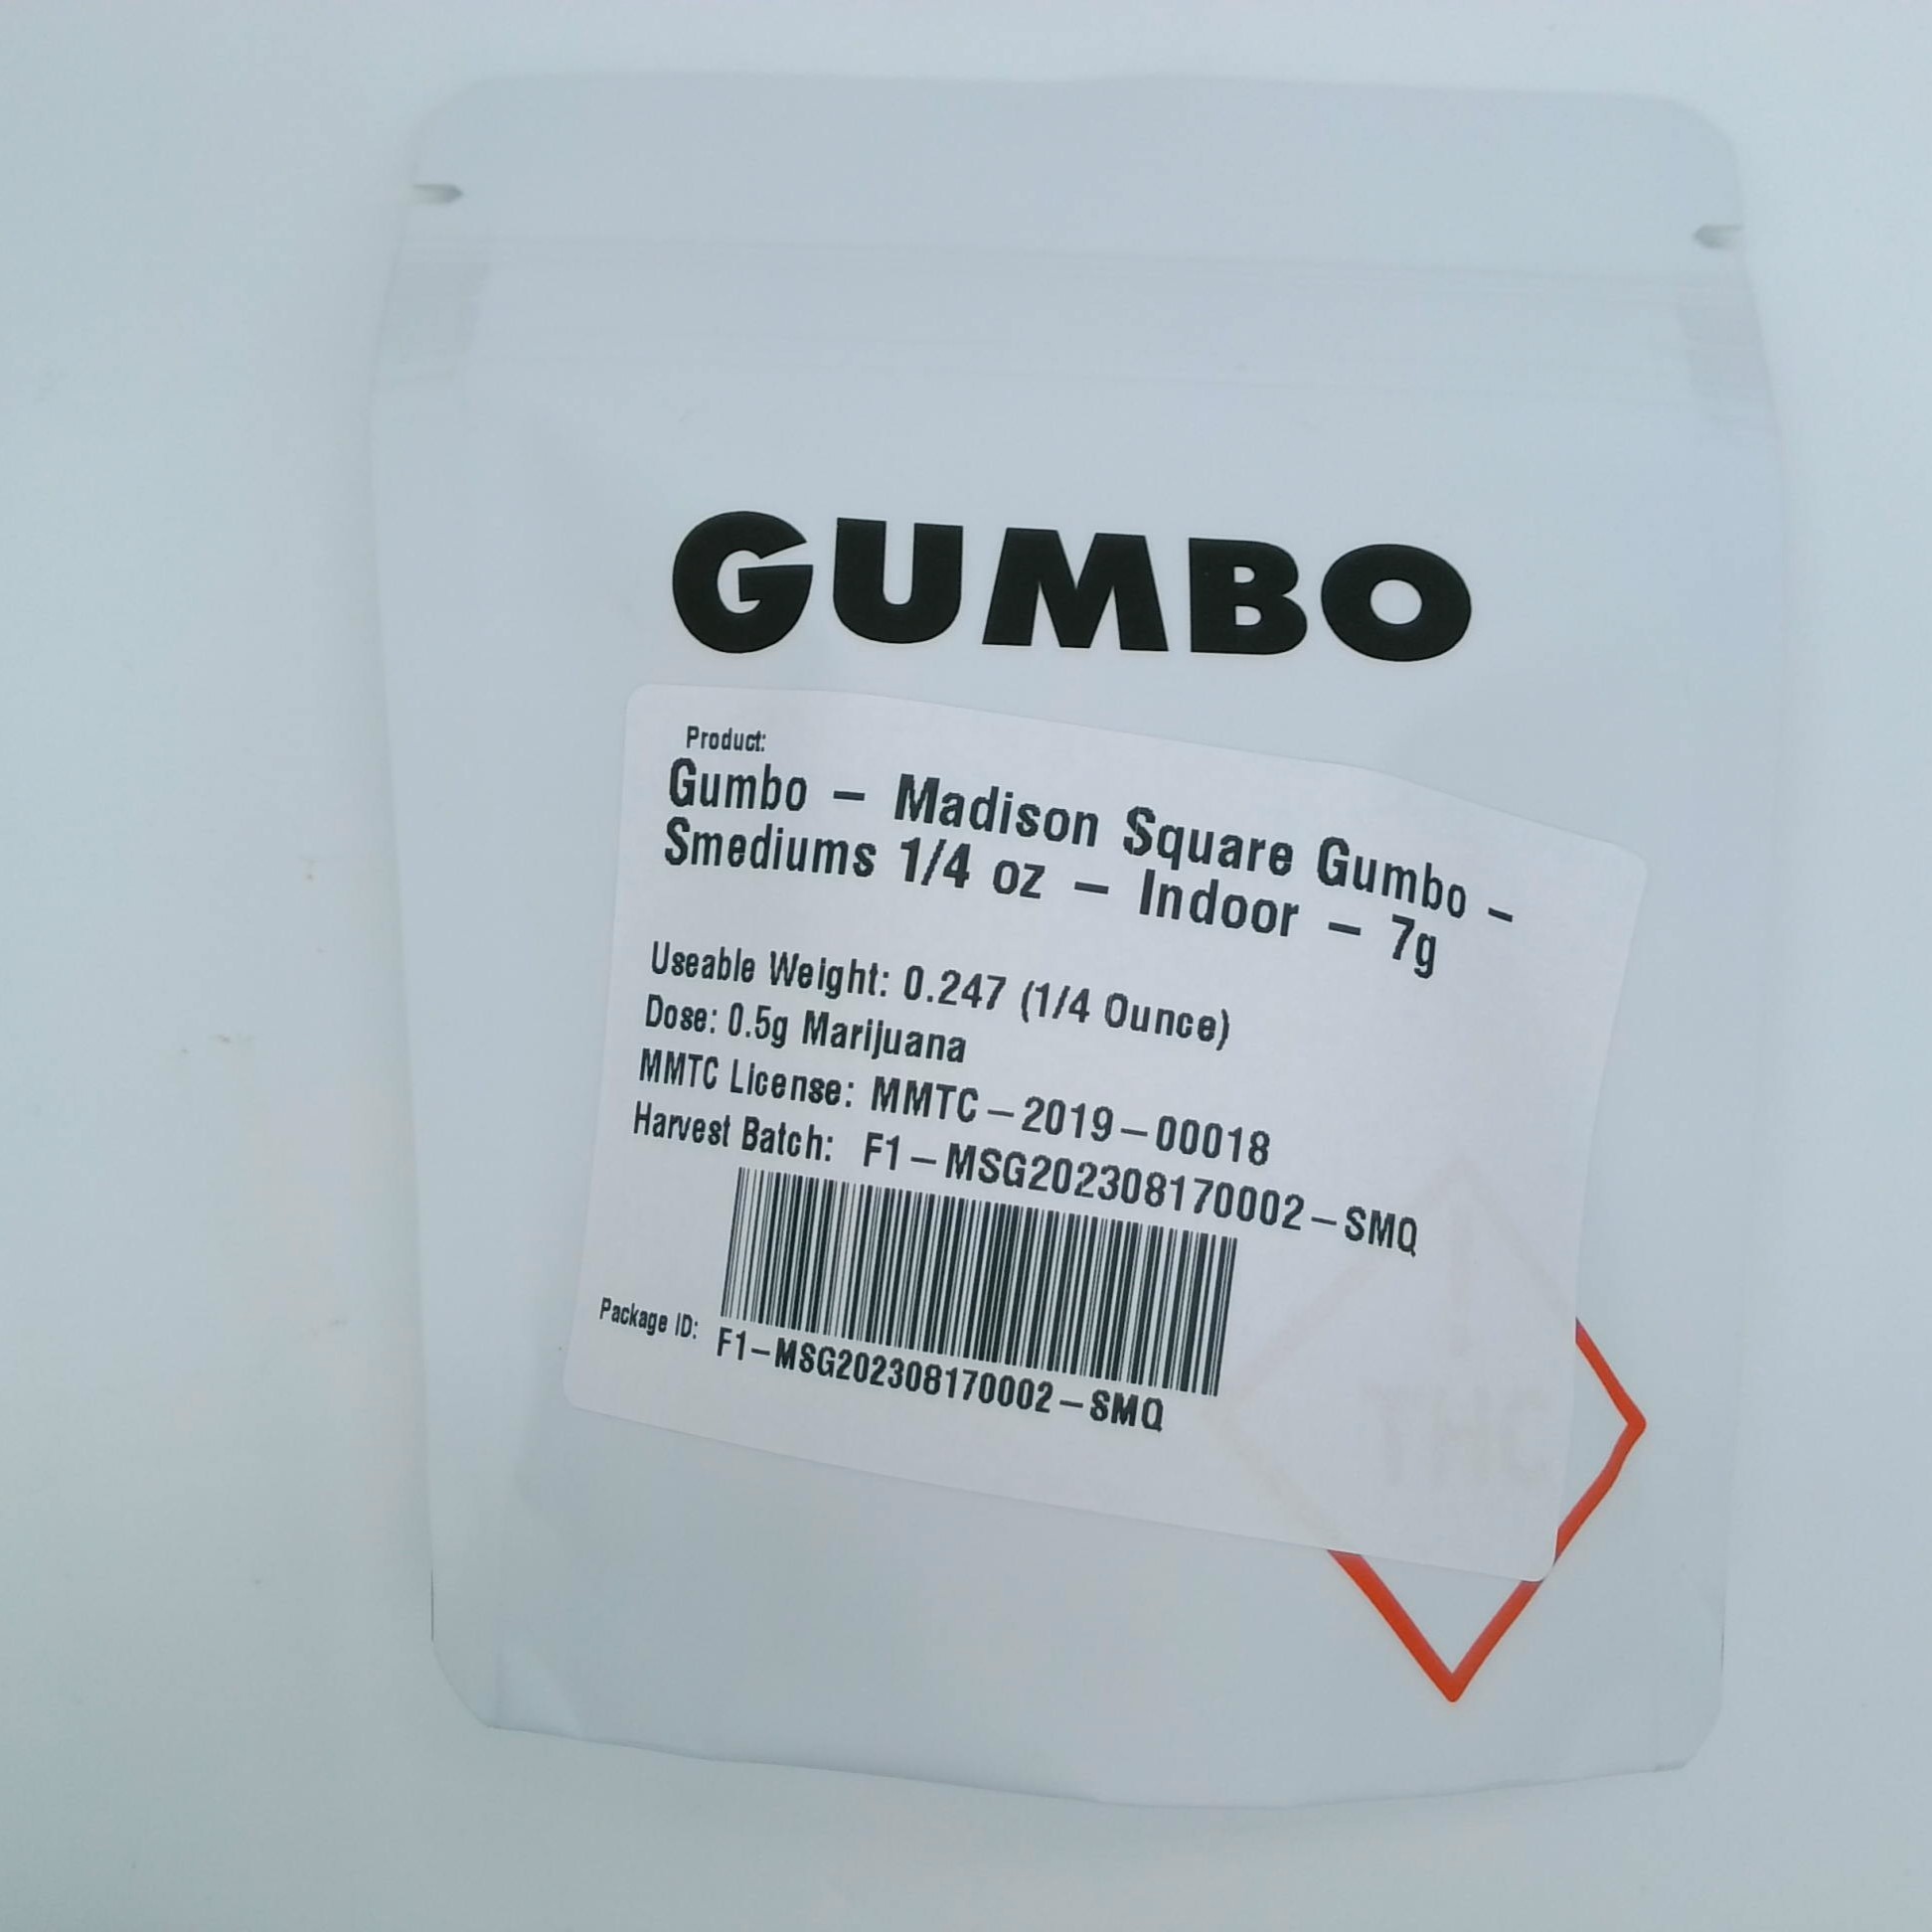 GUMBO
Product:
Gumbo – Madison Square Gumbo –
Smediums 1/4 oz – Indoor – 7g
Useable Weight: 0.247 (1/4 Ounce)
Dose: 0.5g Marijuana
MMTC License: MMTC–2019–00018
Harvest Batch: F1–MSG202308170002–SMQ
Package ID: F1–MSG202308170002–SMQ
THC